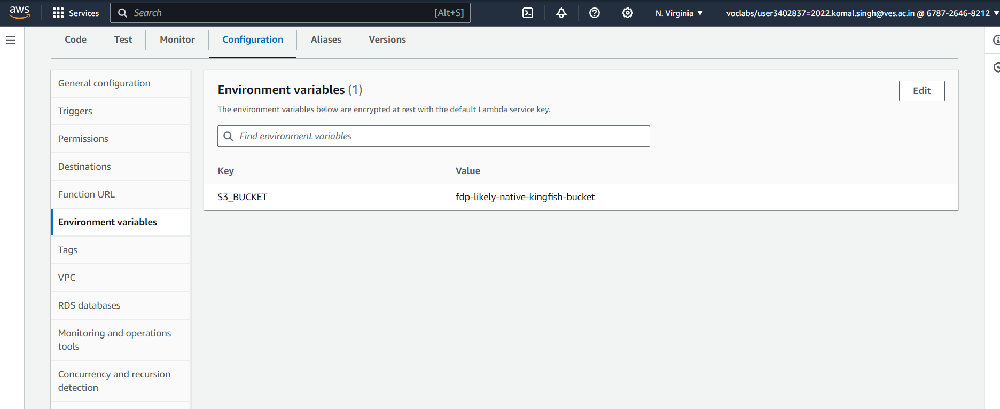 aws
Services
Search [Alt+S]
N. Virginia
voclabs/user3402837=2022.komal.singh@ves.ac.in @ 6787-2646-8212
Code
Test
Monitor
Configuration
Aliases
Versions
General configuration
Triggers
Permissions
Destinations
Function URL
Environment variables
Tags
VPC
RDS databases
Monitoring and operations
tools
Concurrency and recursion
detection
Environment variables (1)
Edit
The environment variables below are encrypted at rest with the default Lambda service key.
Find environment variables
Key Value
S3_BUCKET fdp-likely-native-kingfish-bucket